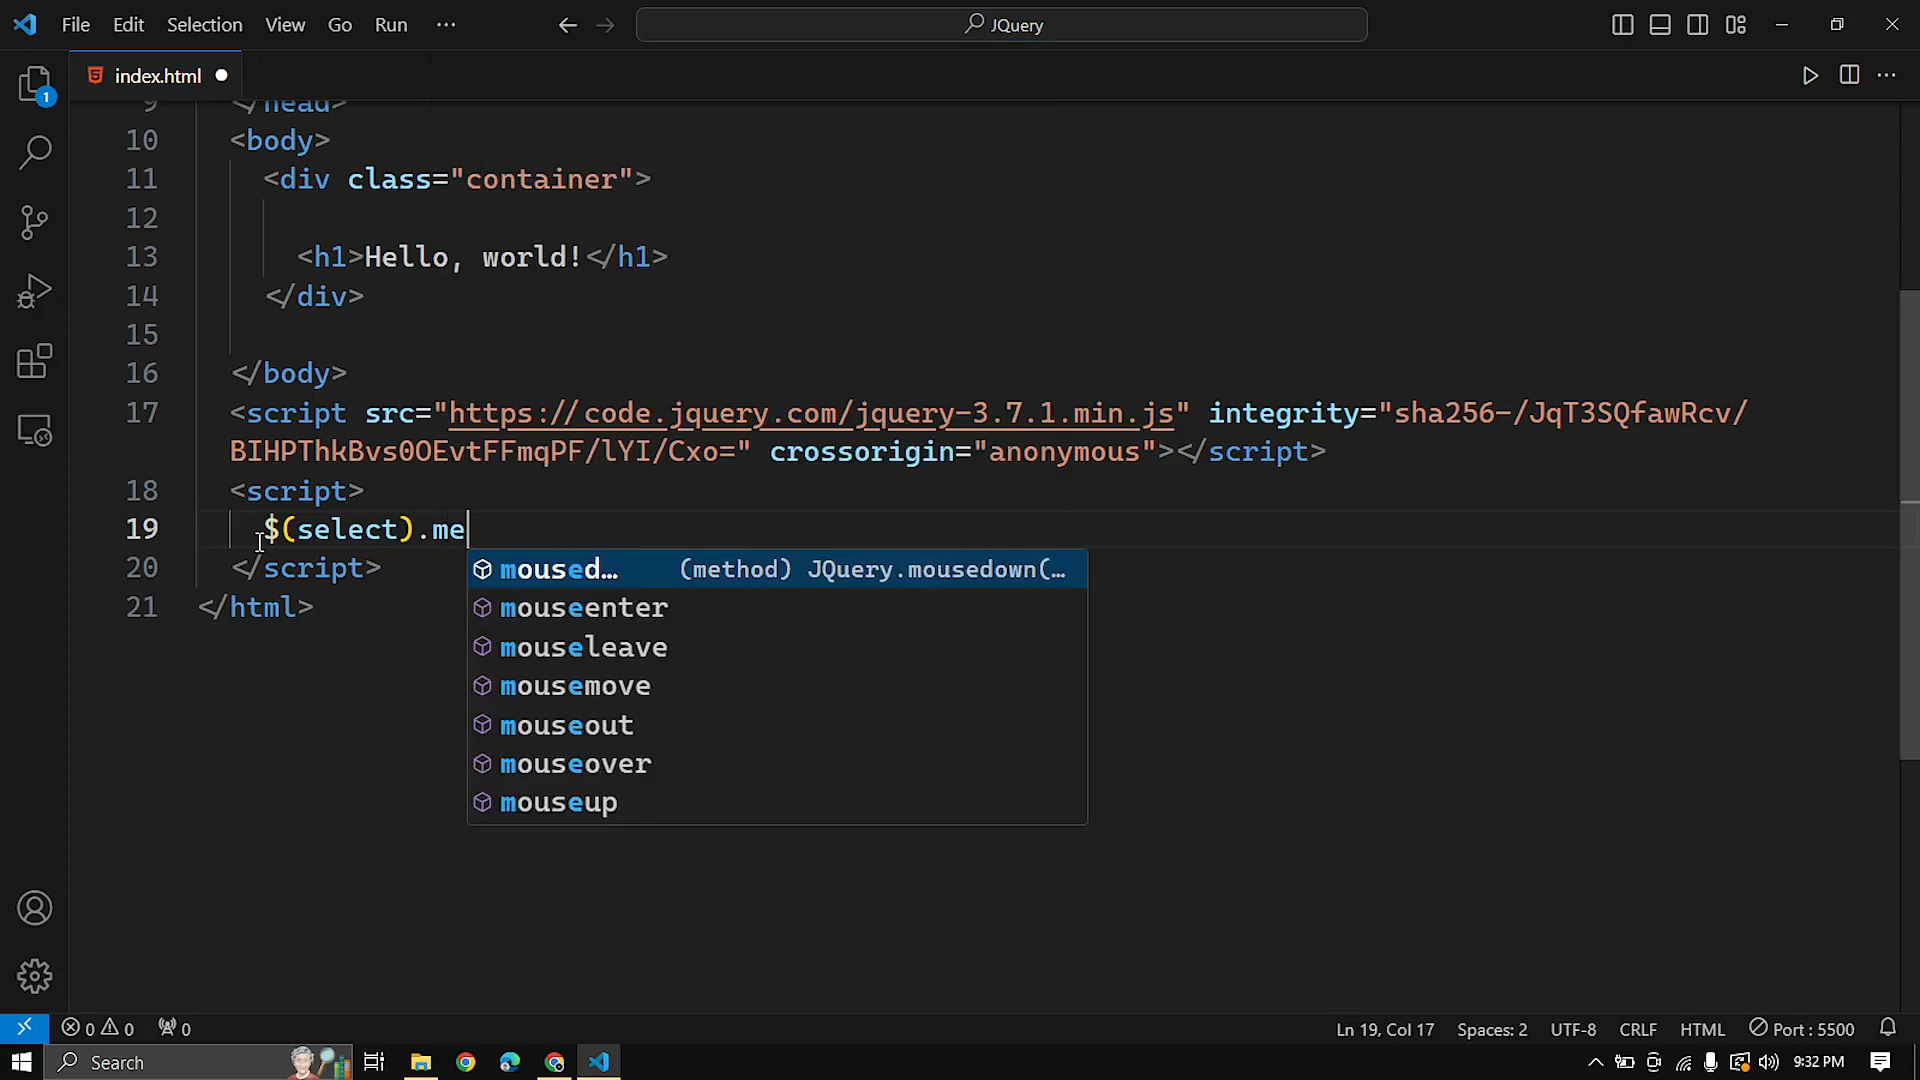 File Edit Selection View Go Run ··· JQuery
1
index.html
9 </head>
10 <body>
11 <div class="container">
12
13 <h1>Hello, world!</h1>
14 </div>
15
16 </body>
17 <script src="https://code.jquery.com/jquery-3.7.1.min.js" integrity="sha256-/JqT3SQfawRcv/
BIHPThkBvs0OEvtFFmqPF/lYI/Cxo=" crossorigin="anonymous"></script>
18 <script>
19 $(select).me
20 </script>
21 </html>
moused… (method) JQuery.mousedown(…
mouseenter
mouseleave
mousemove
mouseout
mouseover
mouseup
0 0 0 Ln 19, Col 17 Spaces: 2 UTF-8 CRLF HTML Port : 5500
Search 9:32 PM